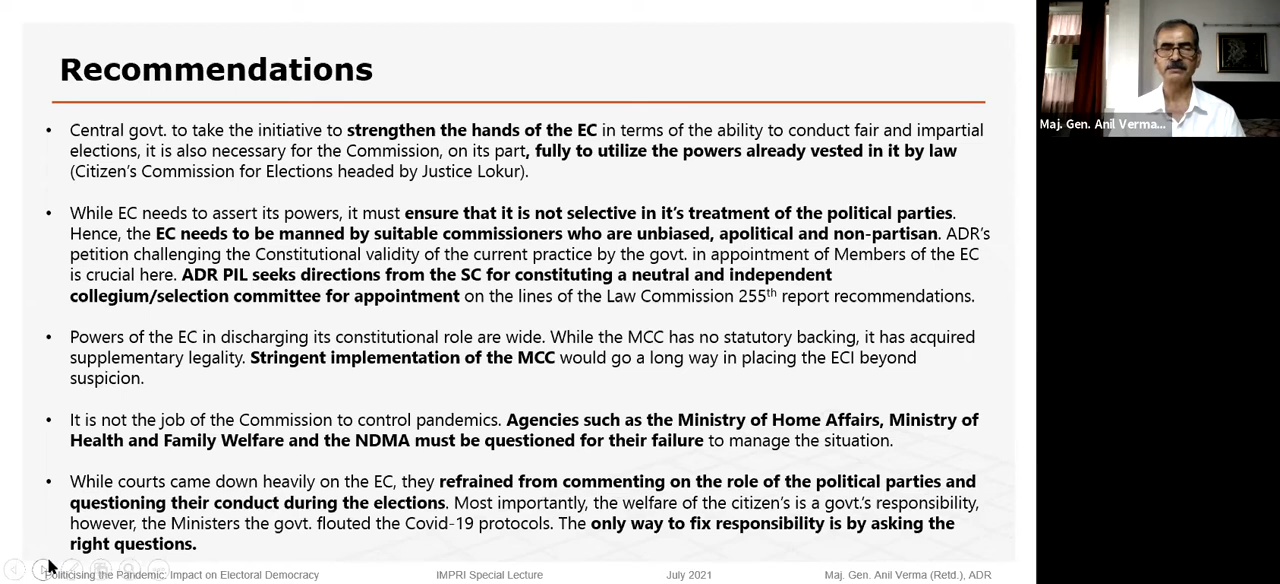 Recommendations
• Central govt. to take the initiative to strengthen the hands of the EC in terms of the ability to conduct fair and impartial
elections, it is also necessary for the Commission, on its part, fully to utilize the powers already vested in it by law
(Citizen's Commission for Elections headed by Justice Lokur).
• While EC needs to assert its powers, it must ensure that it is not selective in it's treatment of the political parties.
Hence, the EC needs to be manned by suitable commissioners who are unbiased, apolitical and non-partisan. ADR's
petition challenging the Constitutional validity of the current practice by the govt. in appointment of Members of the EC
is crucial here. ADR PIL seeks directions from the SC for constituting a neutral and independent
collegium/selection committee for appointment on the lines of the Law Commission 255th report recommendations.
• Powers of the EC in discharging its constitutional role are wide. While the MCC has no statutory backing, it has acquired
supplementary legality. Stringent implementation of the MCC would go a long way in placing the ECI beyond
suspicion.
• It is not the job of the Commission to control pandemics. Agencies such as the Ministry of Home Affairs, Ministry of
Health and Family Welfare and the NDMA must be questioned for their failure to manage the situation.
• While courts came down heavily on the EC, they refrained from commenting on the role of the political parties and
questioning their conduct during the elections. Most importantly, the welfare of the citizen's is a govt.'s responsibility,
however, the Ministers the govt. flouted the Covid-19 protocols. The only way to fix responsibility is by asking the
right questions.
Politicising the Pandemic: Impact on Electoral Democracy IMPRI Special Lecture July 2021 Maj. Gen. Anil Verma (Retd.), ADR
Maj. Gen. Anil Verma...